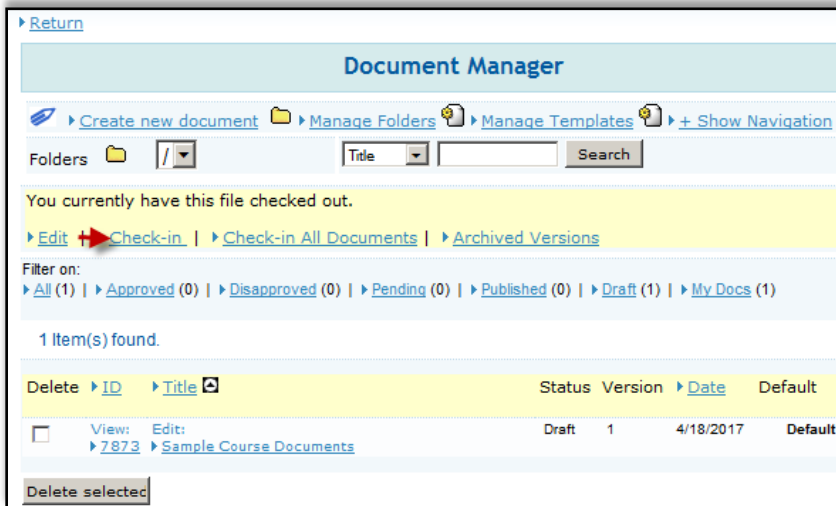 Return
Document Manager
Create new document Manage Folders Manage Templates + Show Navigation
Folders / Title Search
You currently have this file checked out.
Edit | Check-in | Check-in All Documents | Archived Versions
Filter on:
All (1) | Approved (0) | Disapproved (0) | Pending (0) | Published (0) | Draft (1) | My Docs (1)
1 Item(s) found.
Delete ID Title Status Version Date Default
View: Edit: Draft 1 4/18/2017 Default
7873 Sample Course Documents
Delete selected